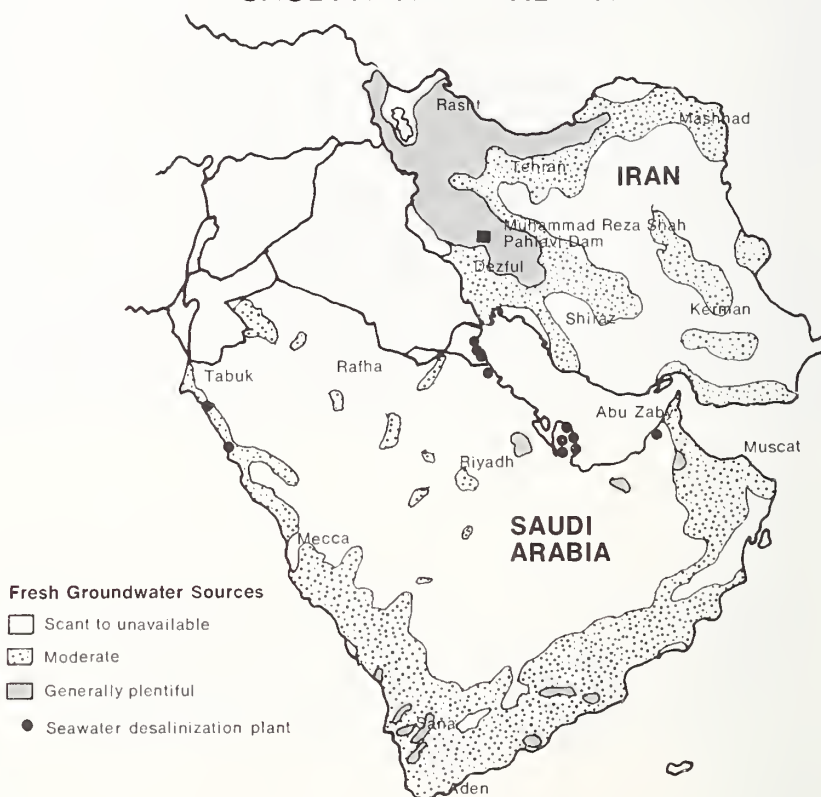 Rasht
Mashhad
Tehran
IRAN
Muhammad Reza Shah
Pahlavi Dam
Dezful
Shiraz
Kerman
Tabuk
Rafha
Abu Zaby
Muscat
Riyadh
SAUDI
ARABIA
Mecca
Fresh Groundwater Sources
Scant to unavailable
Moderate
Generally plentiful
Seawater desalinization plant
Sana
Aden